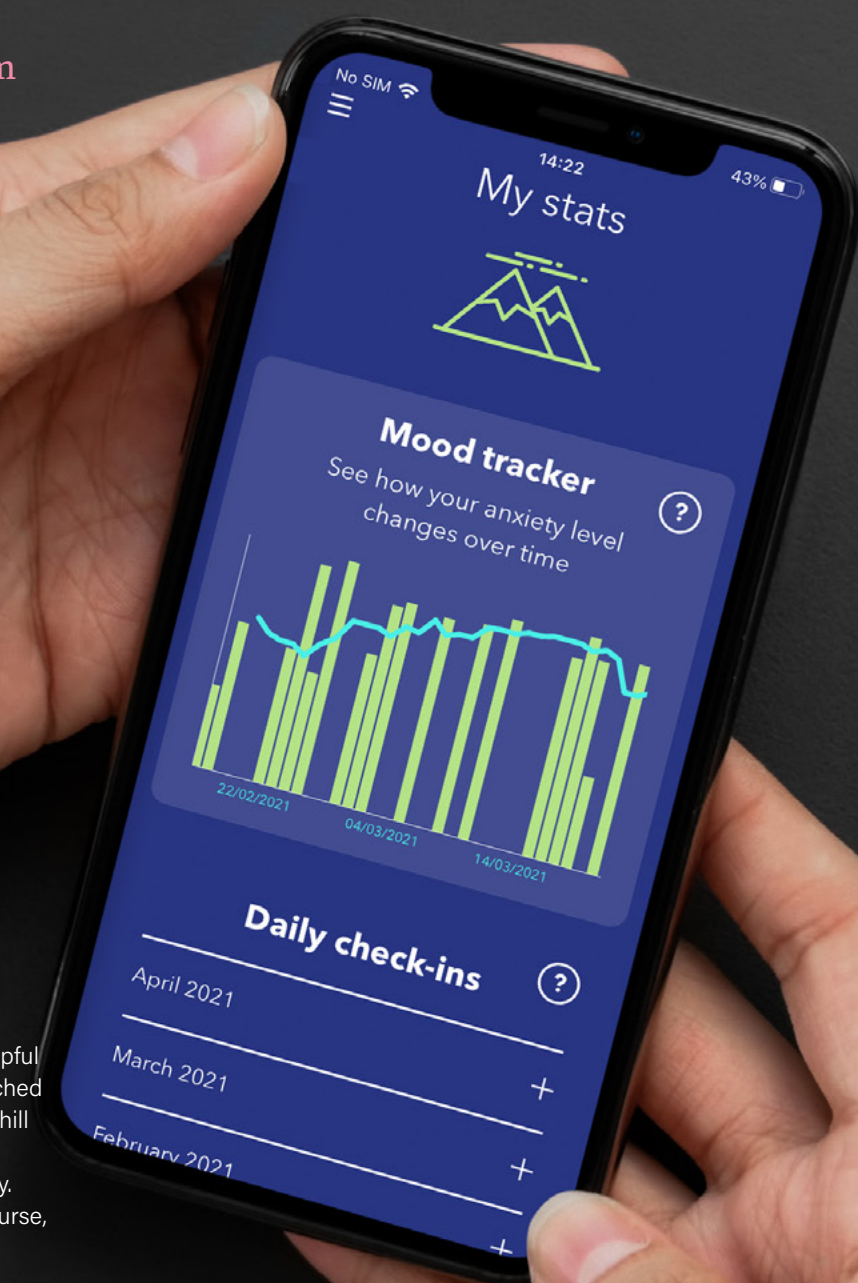 No SIM
14:22
43%
My stats
Mood tracker
?
See how your anxiety level
changes over time
22/02/2021
04/03/2021
14/03/2021
Daily check-ins
?
April 2021
+
March 2021
+
February 2021
+
hill
y.